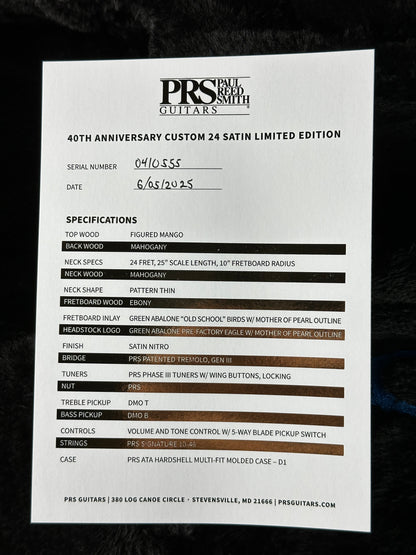 PRS PAUL REED SMITH
GUITARS
40TH ANNIVERSARY CUSTOM 24 SATIN LIMITED EDITION
SERIAL NUMBER 0410555
DATE 6/05/2025
SPECIFICATIONS
TOP WOOD FIGURED MANGO
BACK WOOD MAHOGANY
NECK SPECS 24 FRET, 25" SCALE LENGTH, 10" FRETBOARD RADIUS
NECK WOOD MAHOGANY
NECK SHAPE PATTERN THIN
FRETBOARD WOOD EBONY
FRETBOARD INLAY GREEN ABALONE "OLD SCHOOL" BIRDS W/ MOTHER OF PEARL OUTLINE
HEADSTOCK LOGO GREEN ABALONE PRE-FACTORY EAGLE W/ MOTHER OF PEARL OUTLINE
FINISH SATIN NITRO
BRIDGE PRS PATENTED TREMOLO, GEN III
TUNERS PRS PHASE III TUNERS W/ WING BUTTONS, LOCKING
NUT PRS
TREBLE PICKUP DMO T
BASS PICKUP DMO B
CONTROLS VOLUME AND TONE CONTROL W/ 5-WAY BLADE PICKUP SWITCH
STRINGS PRS SIGNATURE 10-46
CASE PRS ATA HARDSHELL MULTI-FIT MOLDED CASE – D1
PRS GUITARS | 380 LOG CANOE CIRCLE · STEVENSVILLE, MD 21666 | PRSGUITARS.COM